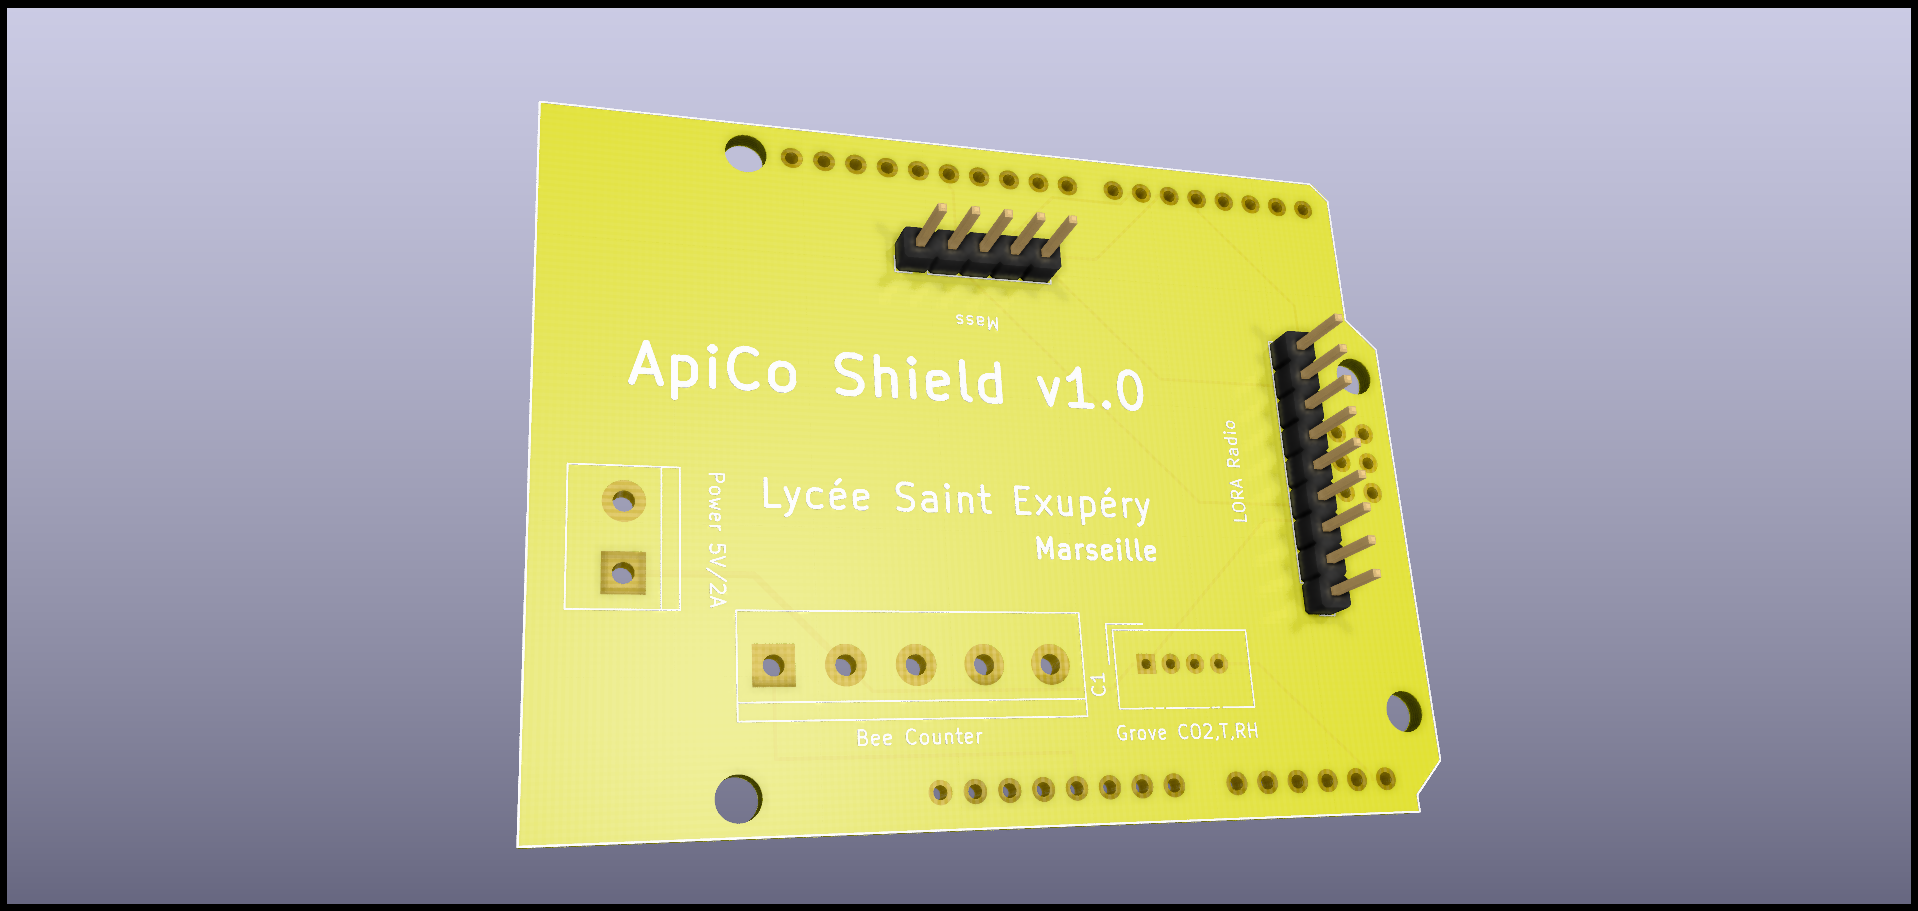 Mass
ApiCo Shield v1.0
LORA Radio
Power 5V/2A
Lycée Saint Exupéry
Marseille
C1
Bee Counter
Grove CO2,T,RH